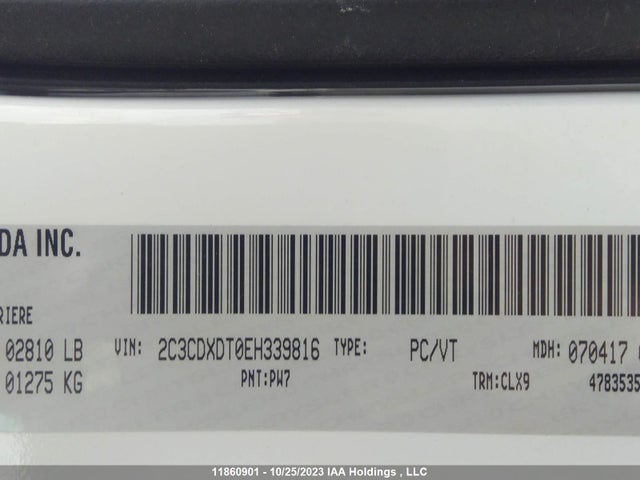 DA INC.
RIERE
02810 LB VIN: 2C3CDXDT0EH339816 TYPE: PC/VT MDH: 070417
01275 KG PNT:PW7 TRM:CLX9 4783535
11860901 - 10/25/2023 IAA Holdings , LLC